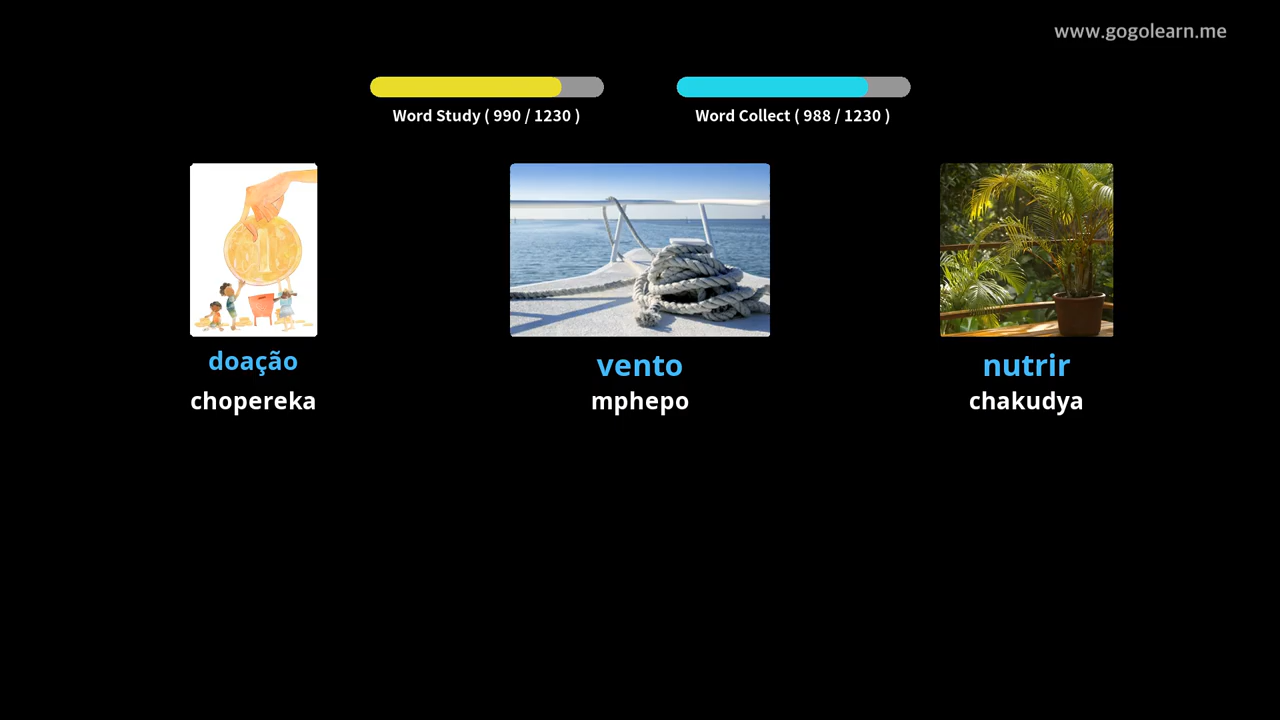 www.gogolearn.me
Word Study ( 990 / 1230 )
Word Collect ( 988 / 1230 )
doação
vento
nutrir
chopereka
mphepo
chakudya